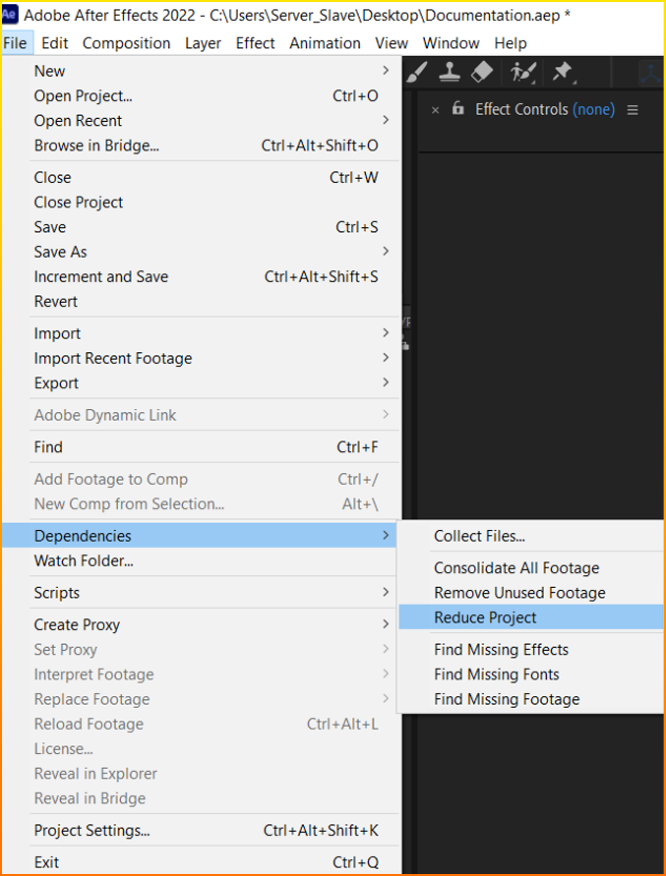 Ae Adobe After Effects 2022 - C:\Users\Server_Slave\Desktop\Documentation.aep *
File Edit Composition Layer Effect Animation View Window Help
New
Open Project... Ctrl+O
Open Recent
Browse in Bridge... Ctrl+Alt+Shift+O
Close Ctrl+W
Close Project
Save Ctrl+S
Save As
Increment and Save Ctrl+Alt+Shift+S
Revert
Import
Import Recent Footage
Export
Adobe Dynamic Link
Find Ctrl+F
Add Footage to Comp Ctrl+/
New Comp from Selection... Alt+\
Dependencies
Watch Folder...
Scripts
Create Proxy
Set Proxy
Interpret Footage
Replace Footage
Reload Footage Ctrl+Alt+L
License...
Reveal in Explorer
Reveal in Bridge
Project Settings... Ctrl+Alt+Shift+K
Exit Ctrl+Q
Effect Controls (none)
Collect Files...
Consolidate All Footage
Remove Unused Footage
Reduce Project
Find Missing Effects
Find Missing Fonts
Find Missing Footage